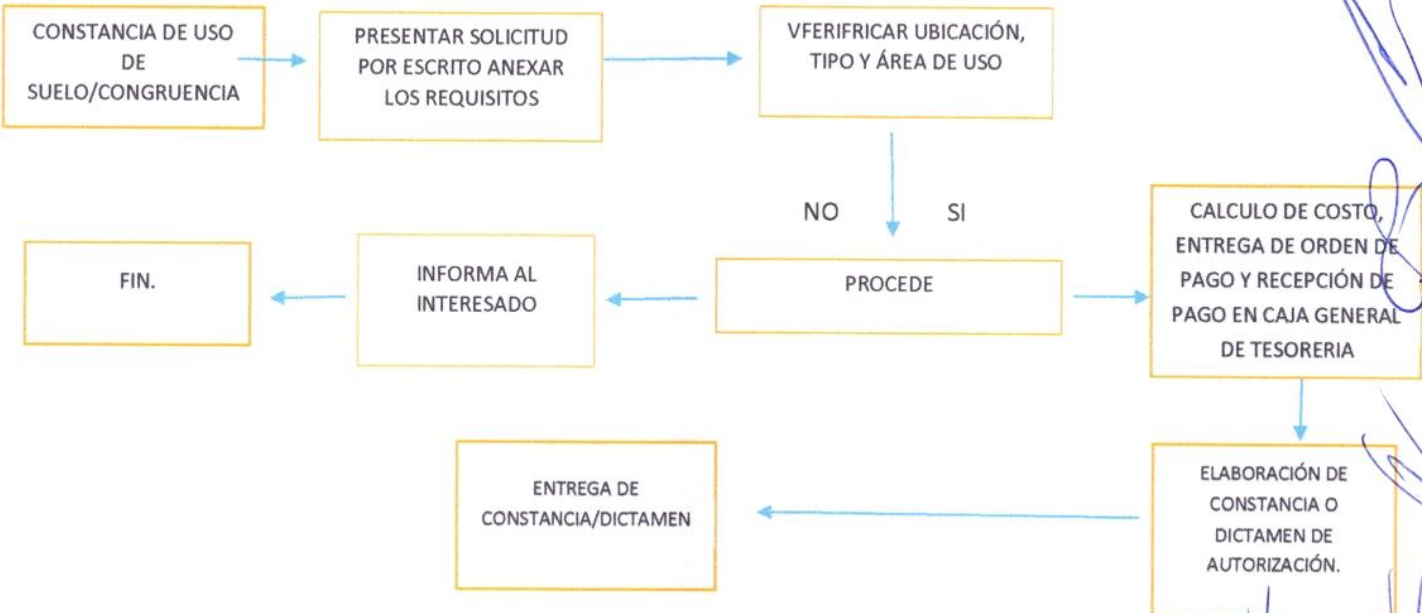 CONSTANCIA DE USO
DE
SUELO/CONGRUENCIA
PRESENTAR SOLICITUD
POR ESCRITO ANEXAR
LOS REQUISITOS
VFERIFRICAR UBICACIÓN,
TIPO Y ÁREA DE USO
NO
SI
PROCEDE
INFORMA AL
INTERESADO
FIN.
CALCULO DE COSTO,
ENTREGA DE ORDEN DE
PAGO Y RECEPCIÓN DE
PAGO EN CAJA GENERAL
DE TESORERIA
ELABORACIÓN DE
CONSTANCIA O
DICTAMEN DE
AUTORIZACIÓN.
ENTREGA DE
CONSTANCIA/DICTAMEN